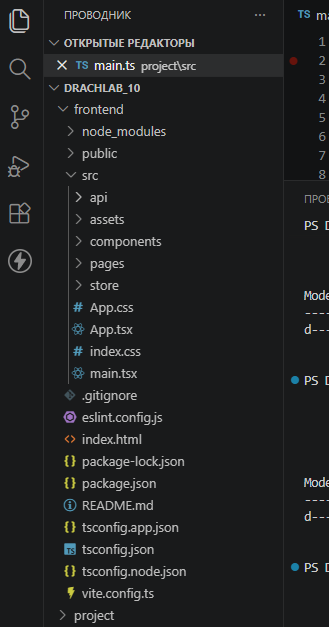 ПРОВОДНИК ...
ОТКРЫТЫЕ РЕДАКТОРЫ
TS main.ts project\src
DRACHLAB_10
frontend
node_modules
public
src
api
assets
components
pages
store
# App.css
App.tsx
# index.css
main.tsx
.gitignore
eslint.config.js
<> index.html
{} package-lock.json
{} package.json
README.md
{} tsconfig.app.json
TS tsconfig.json
{} tsconfig.node.json
vite.config.ts
project
TS ma
1
2
3
4
5
6
7
8
ПРОБ
PS D
Mode
----
d---
PS D
Mode
----
d---
PS D